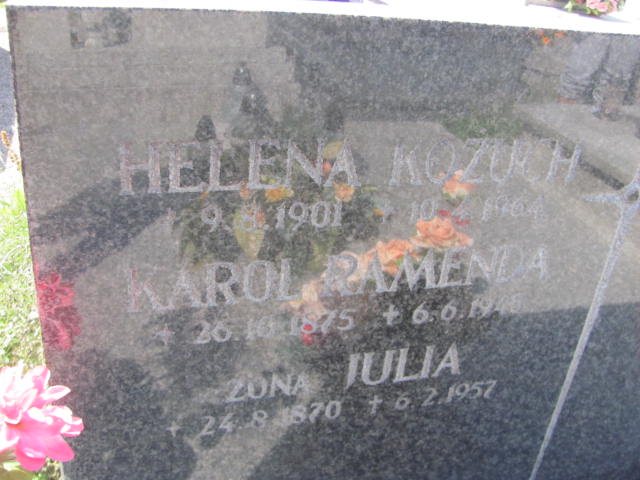 HELENA KOZUCH
9. 1901 10. 1964
KAROL RAMENDA
26.10.1875 + 6.6.
ZONA JULIA
+ 24.8.1870 + 6.2.1957